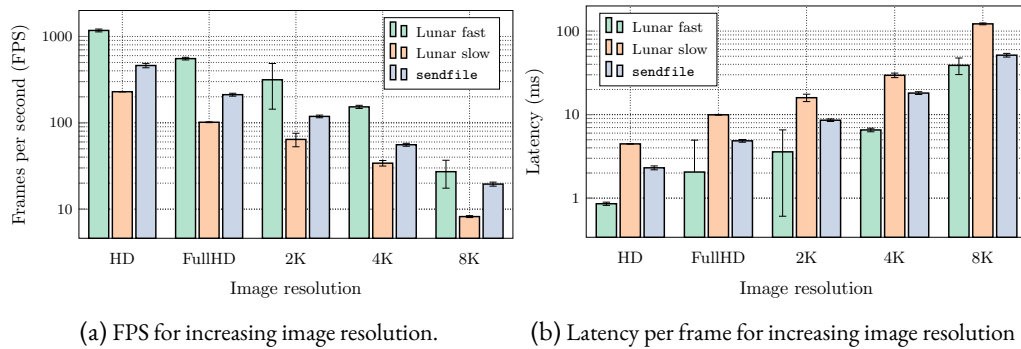 Frames per second (FPS)
1000
100
10
Lunar fast
Lunar slow
sendfile
HD FullHD 2K 4K 8K
Image resolution
(a) FPS for increasing image resolution.
Latency (ms)
100
10
1
Lunar fast
Lunar slow
sendfile
HD FullHD 2K 4K 8K
Image resolution
(b) Latency per frame for increasing image resolution